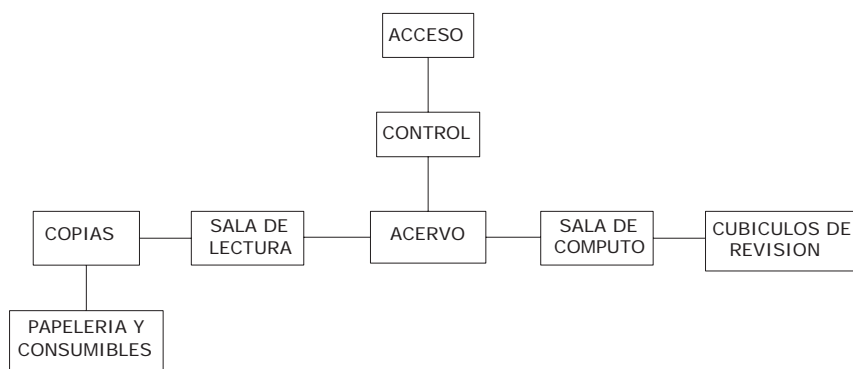 ACCESO
CONTROL
COPIAS
SALA DE
LECTURA
ACERVO
SALA DE
COMPUTO
CUBICULOS DE
REVISION
PAPELERIA Y
CONSUMIBLES